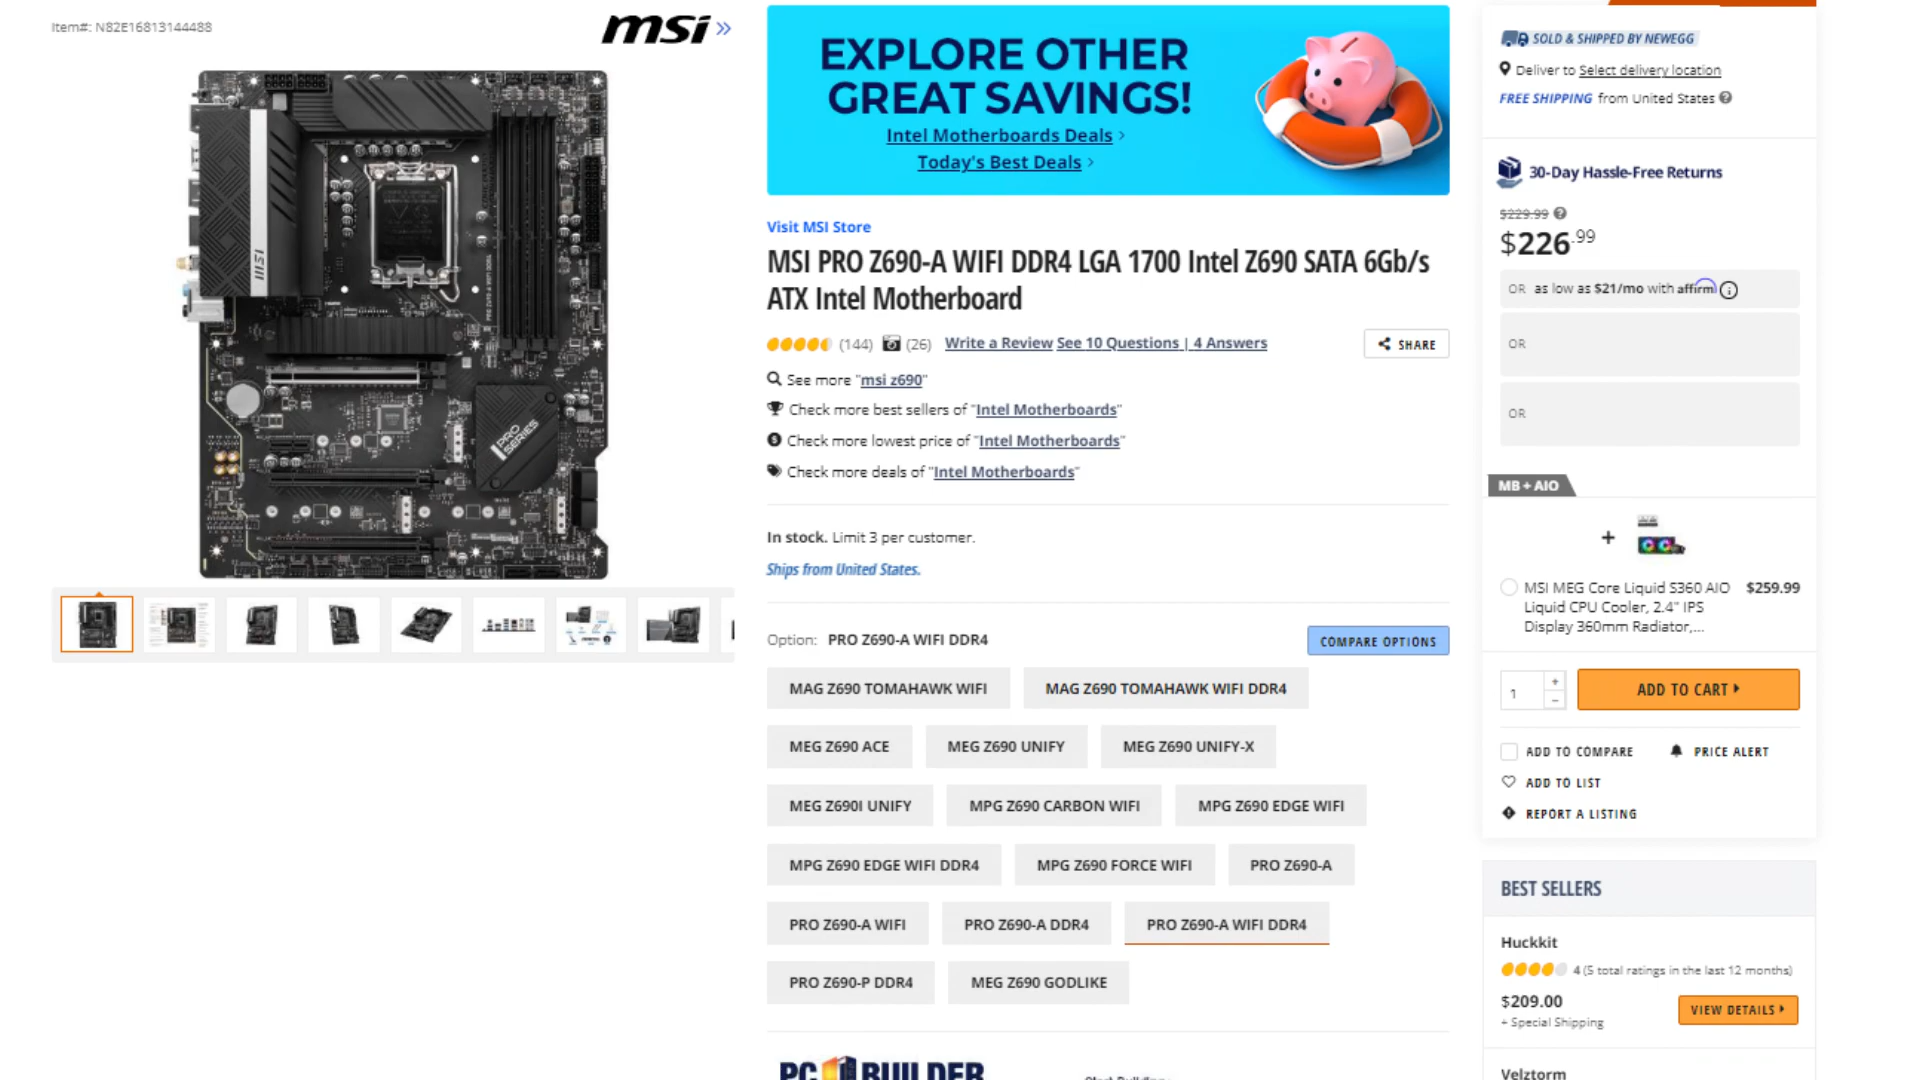 Item#: N82E16813144488
msi »
EXPLORE OTHER
GREAT SAVINGS!
Intel Motherboards Deals ›
Today's Best Deals ›
Visit MSI Store
MSI PRO Z690-A WIFI DDR4 LGA 1700 Intel Z690 SATA 6Gb/s
ATX Intel Motherboard
(144) (26) Write a Review See 10 Questions | 4 Answers
SHARE
See more "msi z690"
Check more best sellers of "Intel Motherboards"
Check more lowest price of "Intel Motherboards"
Check more deals of "Intel Motherboards"
In stock. Limit 3 per customer.
Ships from United States.
Option: PRO Z690-A WIFI DDR4
COMPARE OPTIONS
MAG Z690 TOMAHAWK WIFI
MAG Z690 TOMAHAWK WIFI DDR4
MEG Z690 ACE
MEG Z690 UNIFY
MEG Z690 UNIFY-X
MEG Z690I UNIFY
MPG Z690 CARBON WIFI
MPG Z690 EDGE WIFI
MPG Z690 EDGE WIFI DDR4
MPG Z690 FORCE WIFI
PRO Z690-A
PRO Z690-A WIFI
PRO Z690-A DDR4
PRO Z690-A WIFI DDR4
PRO Z690-P DDR4
MEG Z690 GODLIKE
PC BUILDER
SOLD & SHIPPED BY NEWEGG
Deliver to Select delivery location
FREE SHIPPING from United States
30-Day Hassle-Free Returns
$229.99
$226.99
OR as low as $21/mo with affirm
OR
OR
MB + AIO
+
MSI MEG Core Liquid S360 AIO $259.99
Liquid CPU Cooler, 2.4" IPS
Display 360mm Radiator,...
1
+
−
ADD TO CART
ADD TO COMPARE
PRICE ALERT
ADD TO LIST
REPORT A LISTING
BEST SELLERS
Huckkit
4 (5 total ratings in the last 12 months)
$209.00
+ Special Shipping
VIEW DETAILS
Velztorm
MSI
PRO
SERIES